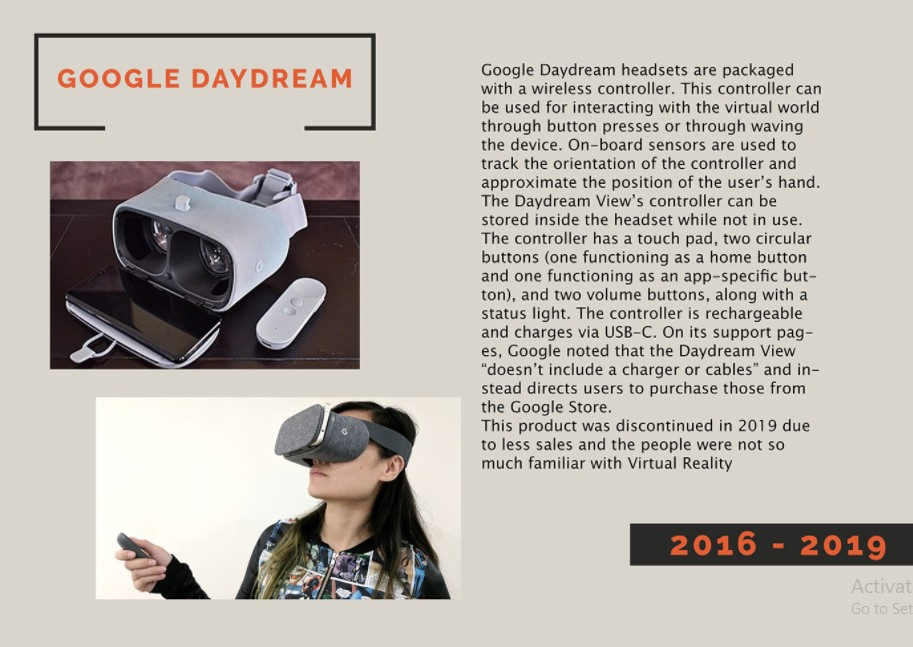 GOOGLE DAYDREAM
Google Daydream headsets are packaged
with a wireless controller. This controller can
be used for interacting with the virtual world
through button presses or through waving
the device. On-board sensors are used to
track the orientation of the controller and
approximate the position of the user's hand.
The Daydream View's controller can be
stored inside the headset while not in use.
The controller has a touch pad, two circular
buttons (one functioning as a home button
and one functioning as an app-specific but-
ton), and two volume buttons, along with a
status light. The controller is rechargeable
and charges via USB-C. On its support pag-
es, Google noted that the Daydream View
"doesn't include a charger or cables" and in-
stead directs users to purchase those from
the Google Store.
This product was discontinued in 2019 due
to less sales and the people were not so
much familiar with Virtual Reality
2016 - 2019
Activat
Go to Set